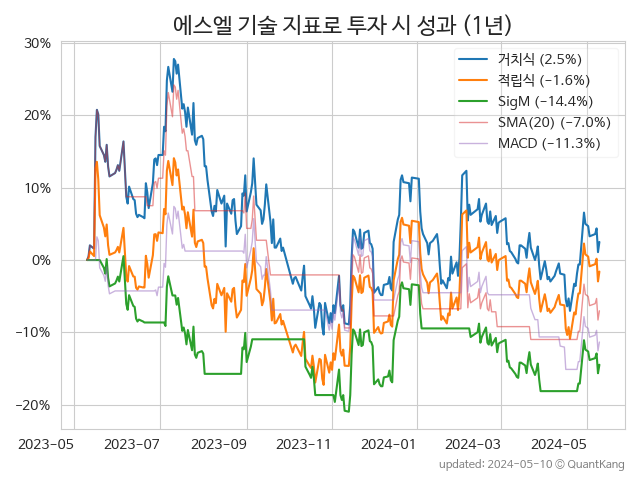 에스엘 기술 지표로 투자 시 성과 (1년)
30%
20%
10%
0%
−10%
−20%
거치식 (2.5%)
적립식 (−1.6%)
SigM (−14.4%)
SMA(20) (−7.0%)
MACD (−11.3%)
2023-05
2023-07
2023-09
2023-11
2024-01
2024-03
2024-05
updated: 2024-05-10 © QuantKang